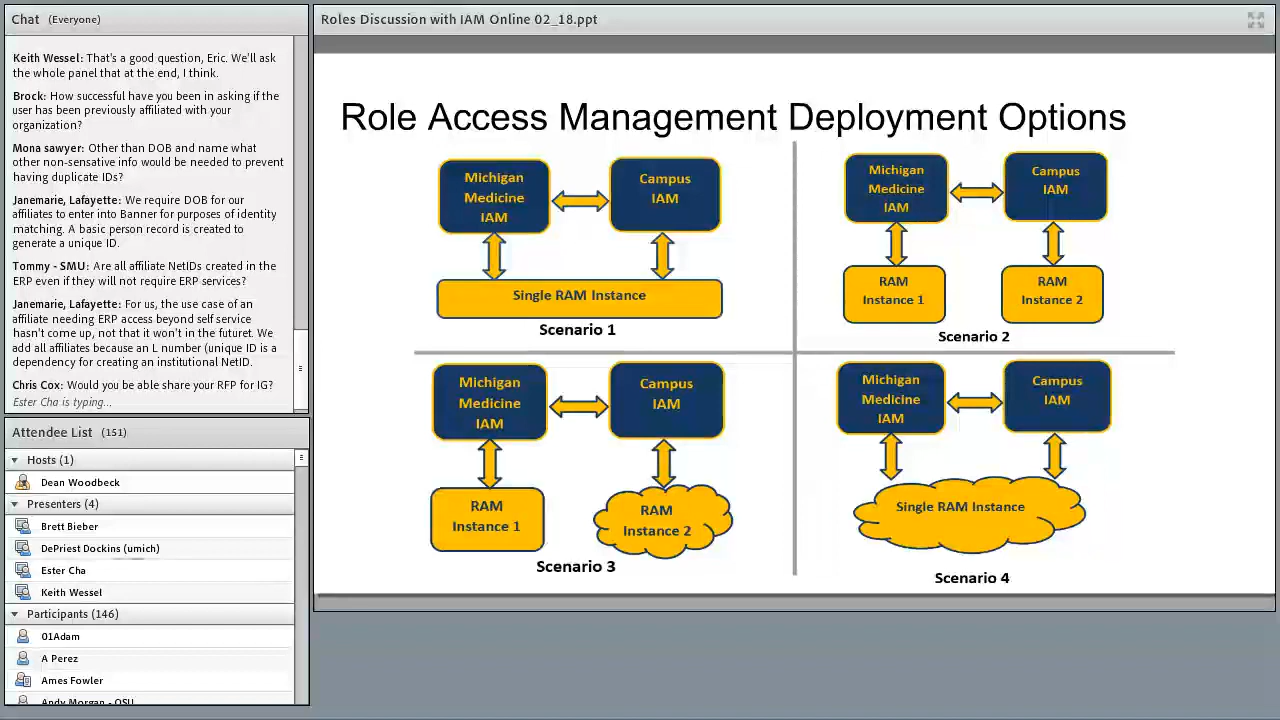 Chat (Everyone)
Keith Wessel: That's a good question, Eric. We'll ask
the whole panel that at the end, I think.
Brock: How successful have you been in asking if the
user has been previously affiliated with your
organization?
Mona sawyer: Other than DOB and name what
other non-sensative info would be needed to prevent
having duplicate IDs?
Janemarie, Lafayette: We require DOB for our
affiliates to enter into Banner for purposes of identity
matching. A basic person record is created to
generate a unique ID.
Tommy - SMU: Are all affiliate NetIDs created in the
ERP even if they will not require ERP services?
Janemarie, Lafayette: For us, the use case of an
affiliate needing ERP access beyond self service
hasn't come up, not that it won't in the futuret. We
add all affiliates because an L number (unique ID is a
dependency for creating an institutional NetID.
Chris Cox: Would you be able share your RFP for IG?
Ester Cha is typing...
Attendee List (151)
Hosts (1)
Dean Woodbeck
Presenters (4)
Brett Bieber
DePriest Dockins (umich)
Ester Cha
Keith Wessel
Participants (146)
01Adam
A Perez
Ames Fowler
Andy Morgan - OSU
Roles Discussion with IAM Online 02_18.ppt
Role Access Management Deployment Options
Michigan
Medicine
IAM
Campus
IAM
Single RAM Instance
Scenario 1
Michigan
Medicine
IAM
Campus
IAM
RAM
Instance 1
RAM
Instance 2
Scenario 2
Michigan
Medicine
IAM
Campus
IAM
RAM
Instance 1
RAM
Instance 2
Scenario 3
Michigan
Medicine
IAM
Campus
IAM
Single RAM Instance
Scenario 4